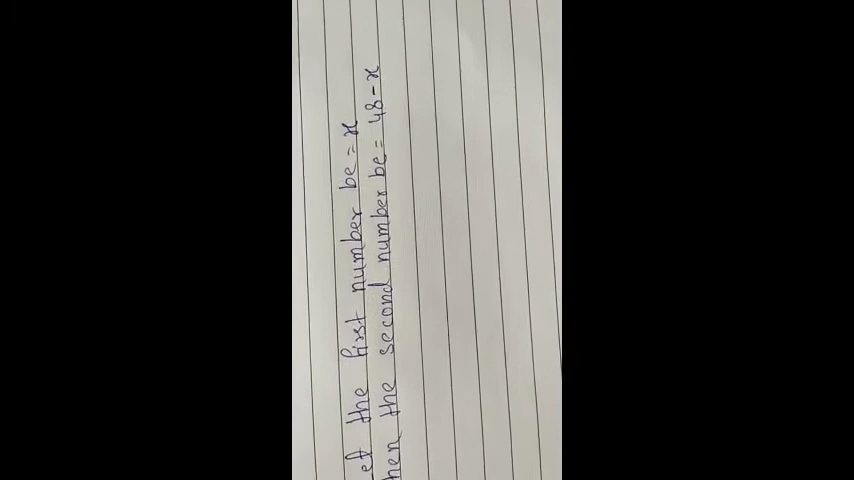 et the first number be = x
hen the second number be = 48 - x